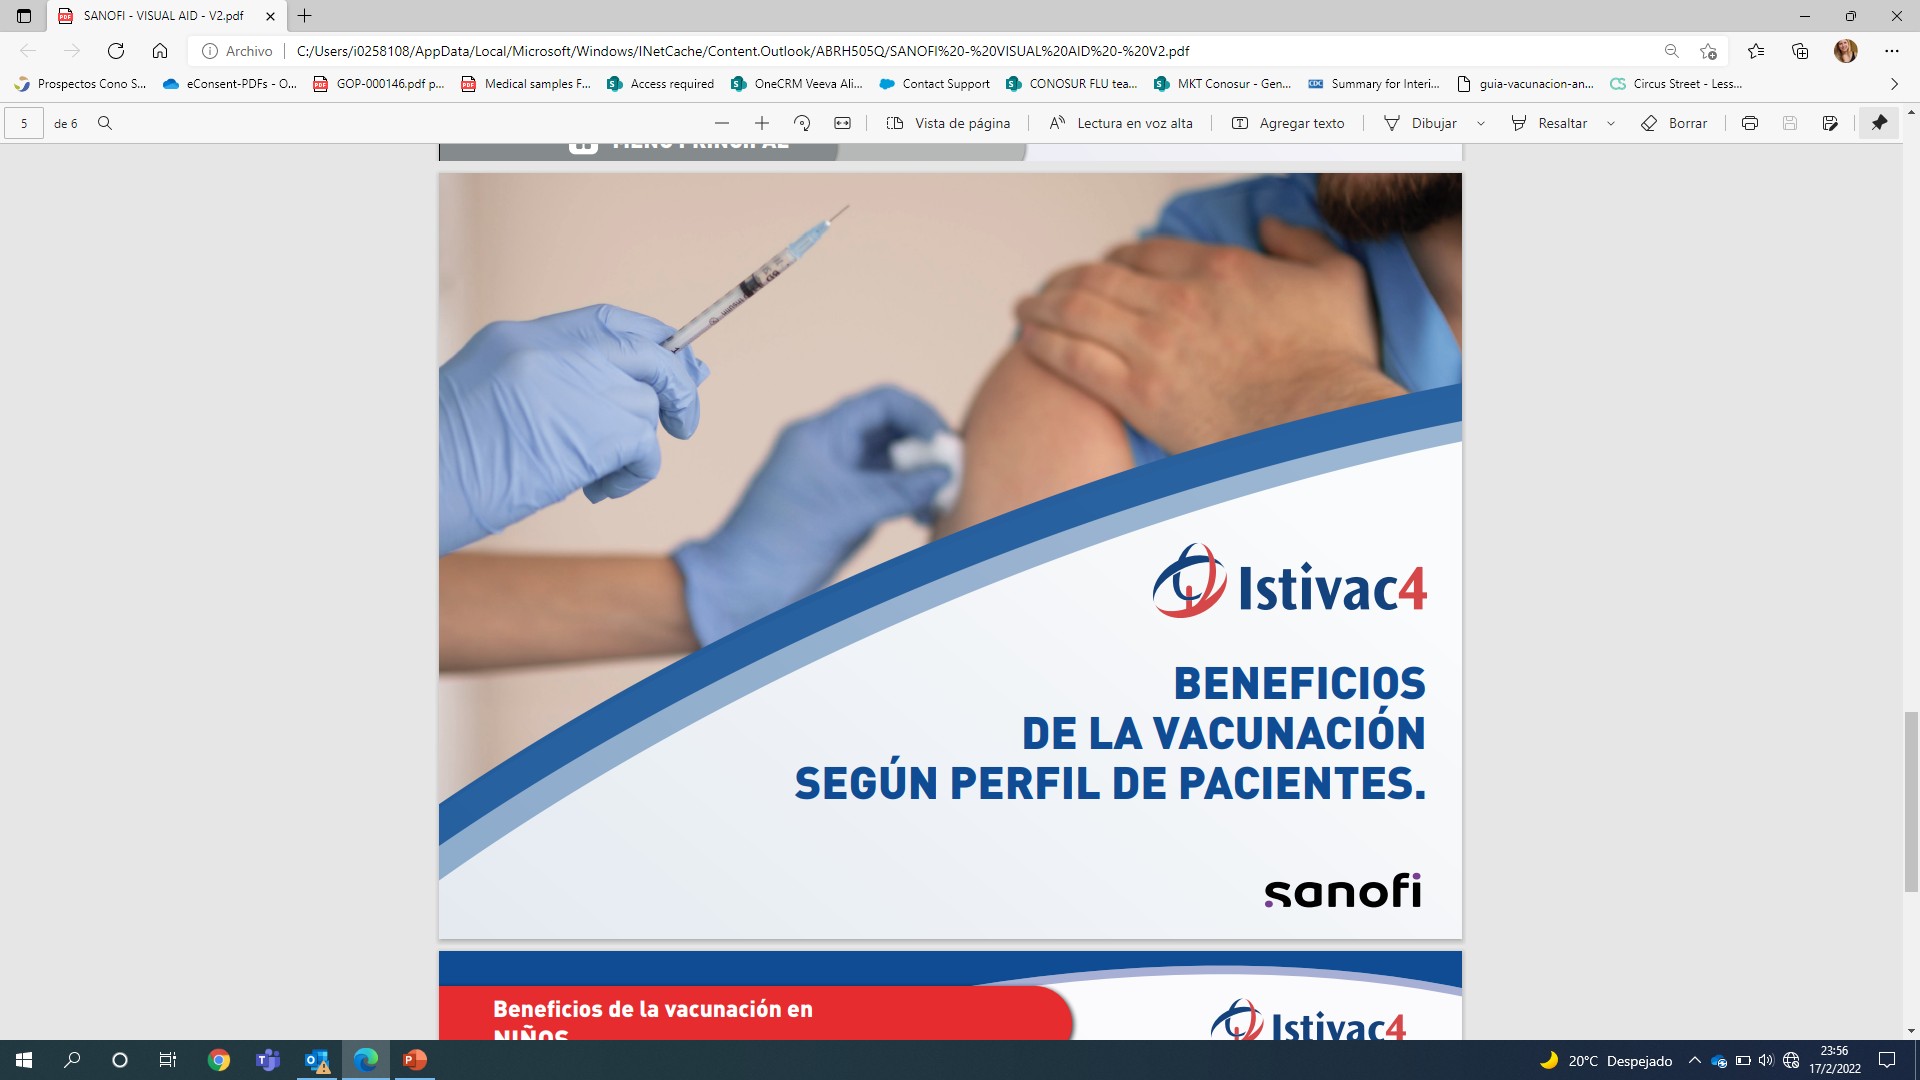 SANOFI - VISUAL AID - V2.pdf
Archivo
C:/Users/i0258108/AppData/Local/Microsoft/Windows/INetCache/Content.Outlook/ABRH505Q/SANOFI%20-%20VISUAL%20AID%20-%20V2.pdf
Prospectos Cono S...
eConsent-PDFs - O...
GOP-000146.pdf p...
Medical samples F...
Access required
OneCRM Veeva Ali...
Contact Support
CONOSUR FLU tea...
MKT Conosur - Gen...
Summary for Interi...
guia-vacunacion-an...
Circus Street - Less...
5 de 6
Vista de página
Lectura en voz alta
Agregar texto
Dibujar
Resaltar
Borrar
MENÚ PRINCIPAL
Istivac4
BENEFICIOS
DE LA VACUNACIÓN
SEGÚN PERFIL DE PACIENTES.
sanofi
Beneficios de la vacunación en
NIÑOS
Istivac4
20°C Despejado
23:56
17/2/2022